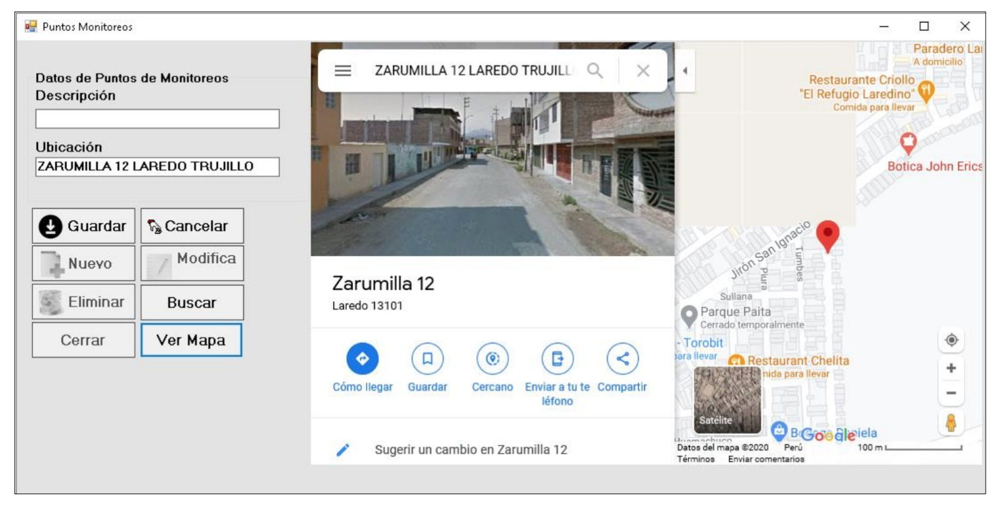 Puntos Monitoreos
Datos de Puntos de Monitoreos
Descripción
Ubicación
ZARUMILLA 12 LAREDO TRUJILLO
Guardar
Cancelar
Nuevo
Modifica
Eliminar
Buscar
Cerrar
Ver Mapa
ZARUMILLA 12 LAREDO TRUJILL
Zarumilla 12
Laredo 13101
Cómo llegar
Guardar
Cercano
Enviar a tu te
léfono
Compartir
Sugerir un cambio en Zarumilla 12
Paradero La
A domicilio
Restaurante Criollo
"El Refugio Laredino"
Comida para llevar
Botica John Erics
Jirón San Ignacio
Tumbes
Piura
Sullana
Parque Paita
Cerrado temporalmente
- Torobit
para llevar
Restaurant Chelita
mida para llevar
Satélite
Google
Datos del mapa ©2020
Perú
100 m
Términos
Enviar comentarios